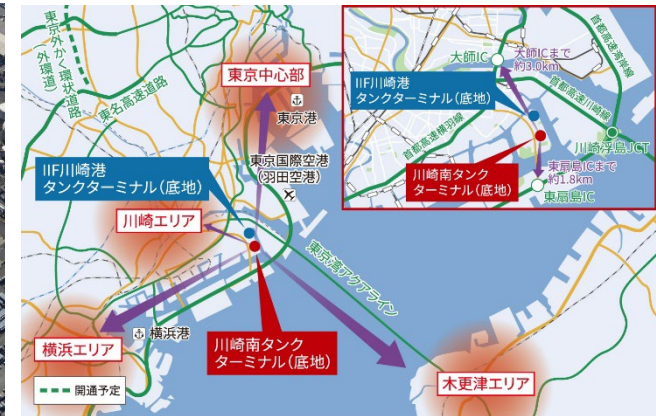 東京外かく環状道路
(外環道)
東名高速道路
東京中心部
東京港
東京国際空港
(羽田空港)
IIF川崎港
タンクターミナル(底地)
川崎エリア
東京湾アクアライン
横浜港
横浜エリア
川崎南タンク
ターミナル(底地)
木更津エリア
開通予定
大師IC
大師ICまで
約3.0km
首都高速湾岸線
IIF川崎港
タンクターミナル(底地)
首都高速川崎線
首都高速横羽線
川崎浮島JCT
川崎南タンク
ターミナル(底地)
東扇島ICまで
約1.8km
東扇島IC